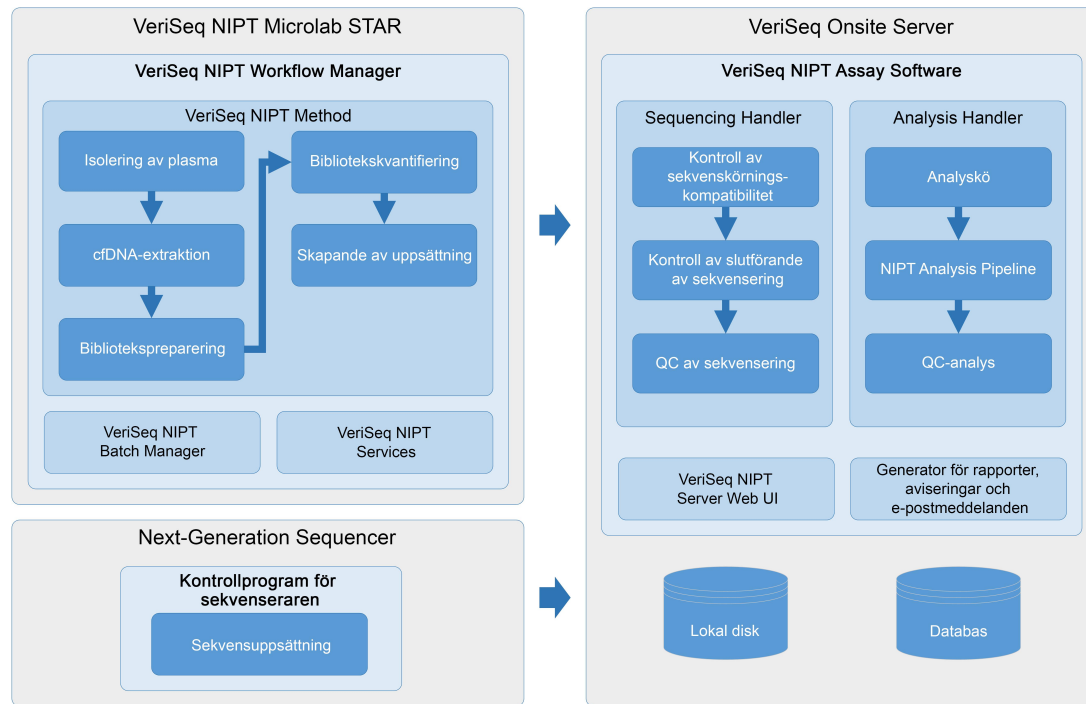 VeriSeq NIPT Microlab STAR
VeriSeq NIPT Workflow Manager
VeriSeq NIPT Method
Isolering av plasma
cfDNA-extraktion
Bibliotekspreparering
Bibliotekskvantifiering
Skapande av uppsättning
VeriSeq NIPT
Batch Manager
VeriSeq NIPT
Services
Next-Generation Sequencer
Kontrollprogram för
sekvenseraren
Sekvensuppsättning
VeriSeq Onsite Server
VeriSeq NIPT Assay Software
Sequencing Handler
Kontroll av
sekvenskörnings-
kompatibilitet
Kontroll av slutförande
av sekvensering
QC av sekvensering
Analysis Handler
Analyskö
NIPT Analysis Pipeline
QC-analys
VeriSeq NIPT
Server Web UI
Generator för rapporter,
aviseringar och
e-postmeddelanden
Lokal disk
Databas